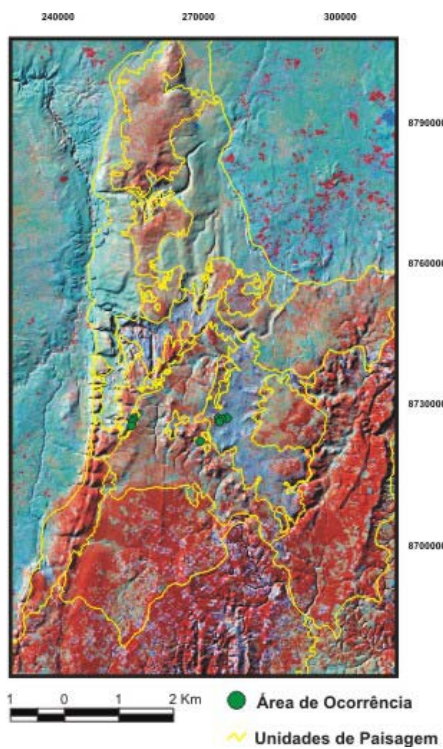 240000 270000 300000
8790000
8760000
8730000
8700000
1 0 1 2 Km
Área de Ocorrência
Unidades de Paisagem